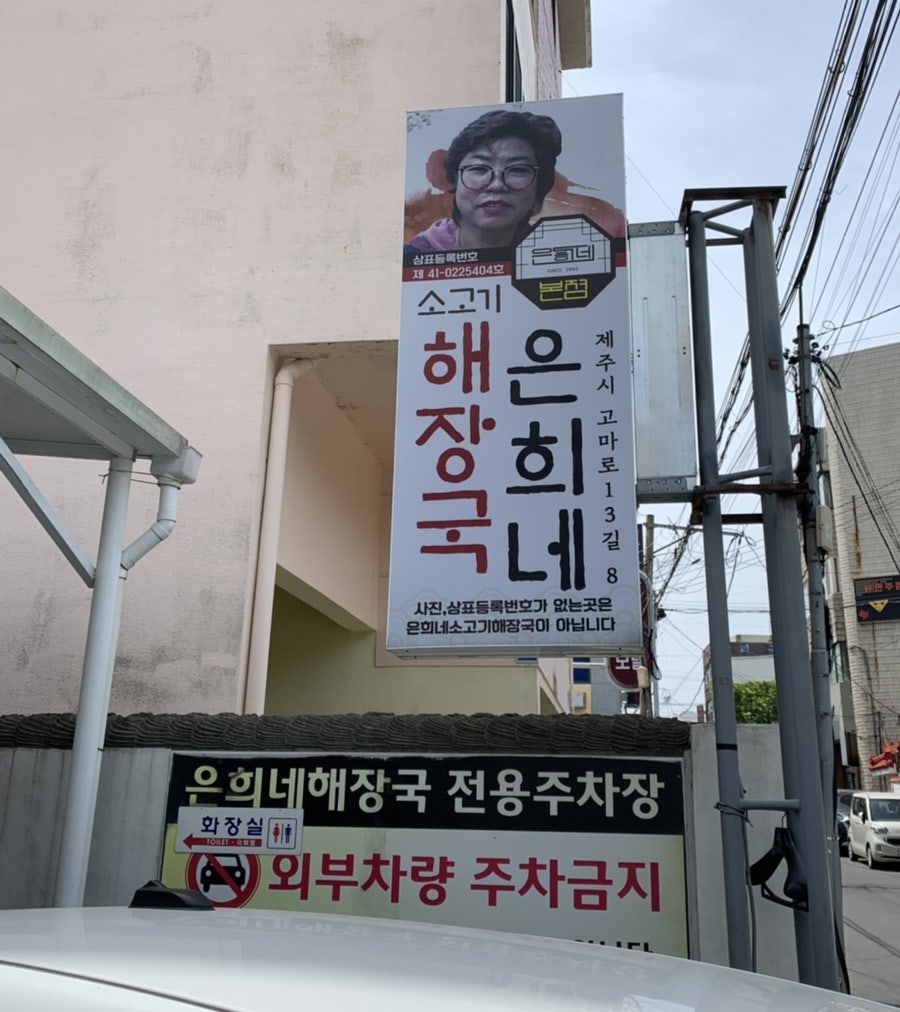 상표등록번호
제 41-0225404호
은희네
SINCE 2002
본점
소고기
해장국
은희네
제주시 고마로13길 8
사진,상표등록번호가 없는곳은
은희네소고기해장국이 아닙니다
은희네해장국 전용주차장
화장실
TOILET · 化粧室
외부차량 주차금지